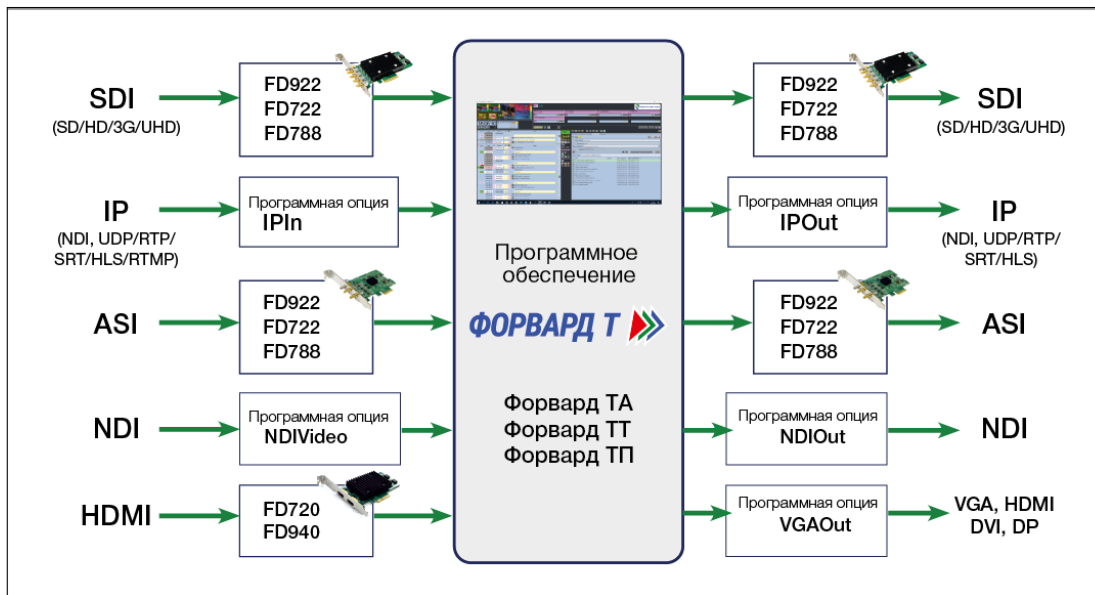 SDI
(SD/HD/3G/UHD)
FD922
FD722
FD788
IP
(NDI, UDP/RTP/
SRT/HLS/RTMP)
Программная опция
IPIn
ASI
FD922
FD722
FD788
NDI
Программная опция
NDIVideo
HDMI
FD720
FD940
Программное
обеспечение
ФОРВАРД Т
Форвард ТА
Форвард ТТ
Форвард ТП
FD922
FD722
FD788
SDI
(SD/HD/3G/UHD)
Программная опция
IPOut
IP
(NDI, UDP/RTP/
SRT/HLS)
FD922
FD722
FD788
ASI
Программная опция
NDIOut
NDI
Программная опция
VGAOut
VGA, HDMI
DVI, DP